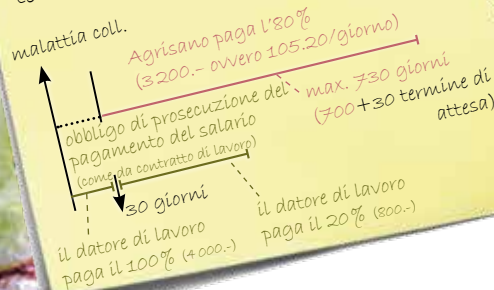 malattia coll.
Agrisano paga l'80%
(3200.- ovvero 105.20/giorno)
max. 730 giorni
(700+30 termine di
attesa)
obbligo di prosecuzione del
pagamento del salario
(come da contratto di lavoro)
30 giorni
il datore di lavoro
paga il 100% (4000.-)
il datore di lavoro
paga il 20% (800.-)